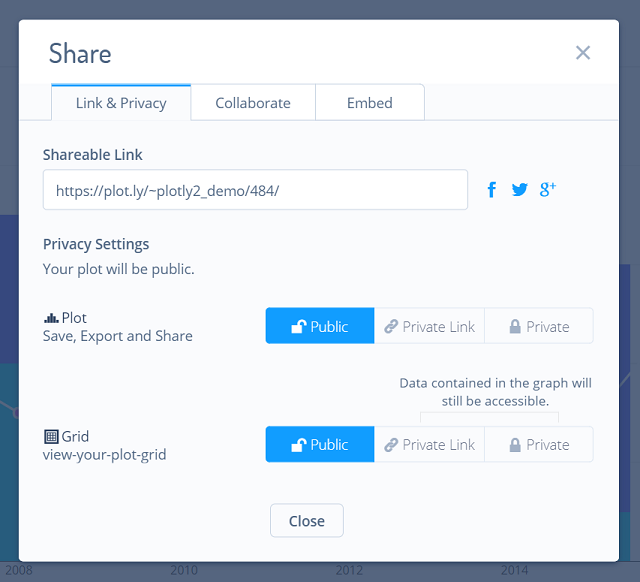 Share
Link & Privacy
Collaborate
Embed
Shareable Link
https://plot.ly/~plotly2_demo/484/
Privacy Settings
Your plot will be public.
Plot
Save, Export and Share
Public
Private Link
Private
Data contained in the graph will
still be accessible.
Grid
view-your-plot-grid
Public
Private Link
Private
Close
2008
2010
2012
2014